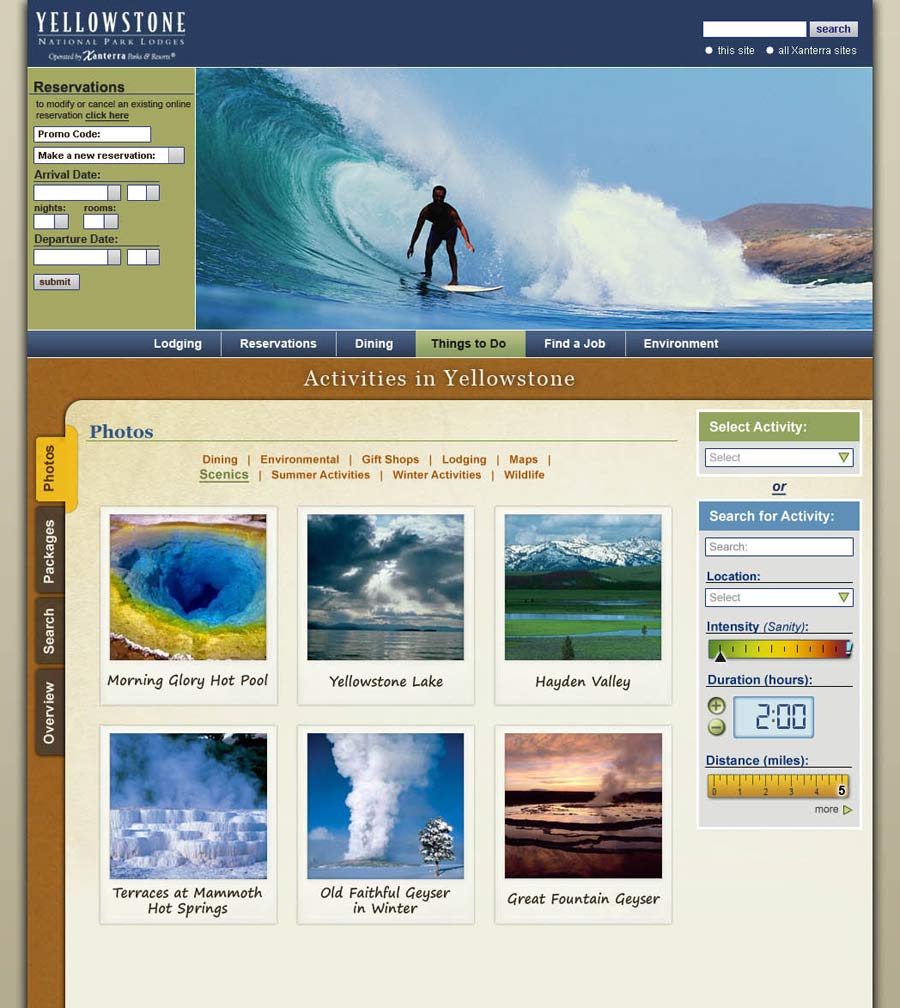 YELLOWSTONE
NATIONAL PARK LODGES
Operated by Xanterra Parks & Resorts®
search
this site
all Xanterra sites
Reservations
to modify or cancel an existing online
reservation click here
Promo Code:
Make a new reservation:
Arrival Date:
nights: rooms:
Departure Date:
submit
Lodging Reservations Dining Things to Do Find a Job Environment
Activities in Yellowstone
Photos
Packages
Search
Overview
Photos
Dining | Environmental | Gift Shops | Lodging | Maps |
Scenics | Summer Activities | Winter Activities | Wildlife
Morning Glory Hot Pool
Yellowstone Lake
Hayden Valley
Terraces at Mammoth
Hot Springs
Old Faithful Geyser
in Winter
Great Fountain Geyser
Select Activity:
Select
or
Search for Activity:
Search:
Location:
Select
Intensity (Sanity):
!
Duration (hours):
+
2:00
−
Distance (miles):
0 1 2 3 4 5
more